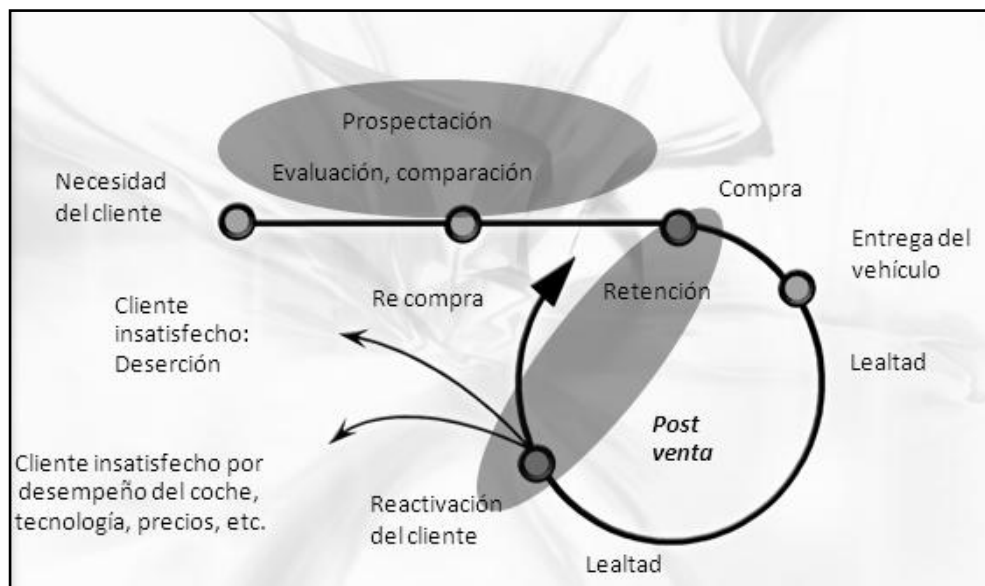 Prospectación
Evaluación, comparación
Necesidad
del cliente
Compra
Entrega del
vehículo
Re compra
Retención
Cliente
insatisfecho:
Deserción
Lealtad
Post
venta
Cliente insatisfecho por
desempeño del coche,
tecnología, precios, etc.
Reactivación
del cliente
Lealtad